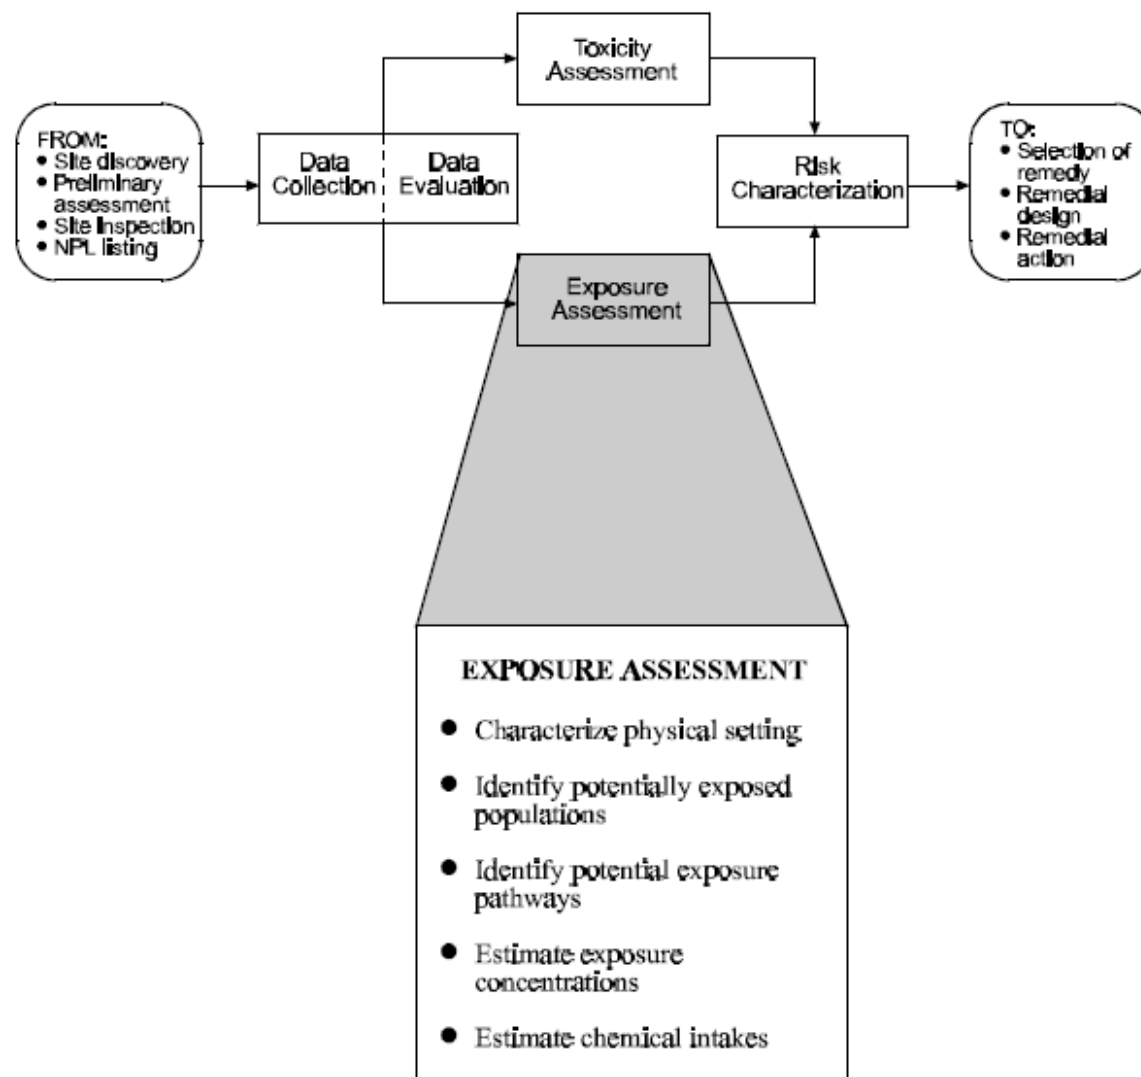 Toxicity
Assessment
FROM:
● Site discovery
● Preliminary
assessment
● Site inspection
● NPL listing
Data
Collection
Data
Evaluation
Risk
Characterization
TO:
● Selection of
remedy
● Remedial
design
● Remedial
action
Exposure
Assessment
EXPOSURE ASSESSMENT
● Characterize physical setting
● Identify potentially exposed
populations
● Identify potential exposure
pathways
● Estimate exposure
concentrations
● Estimate chemical intakes